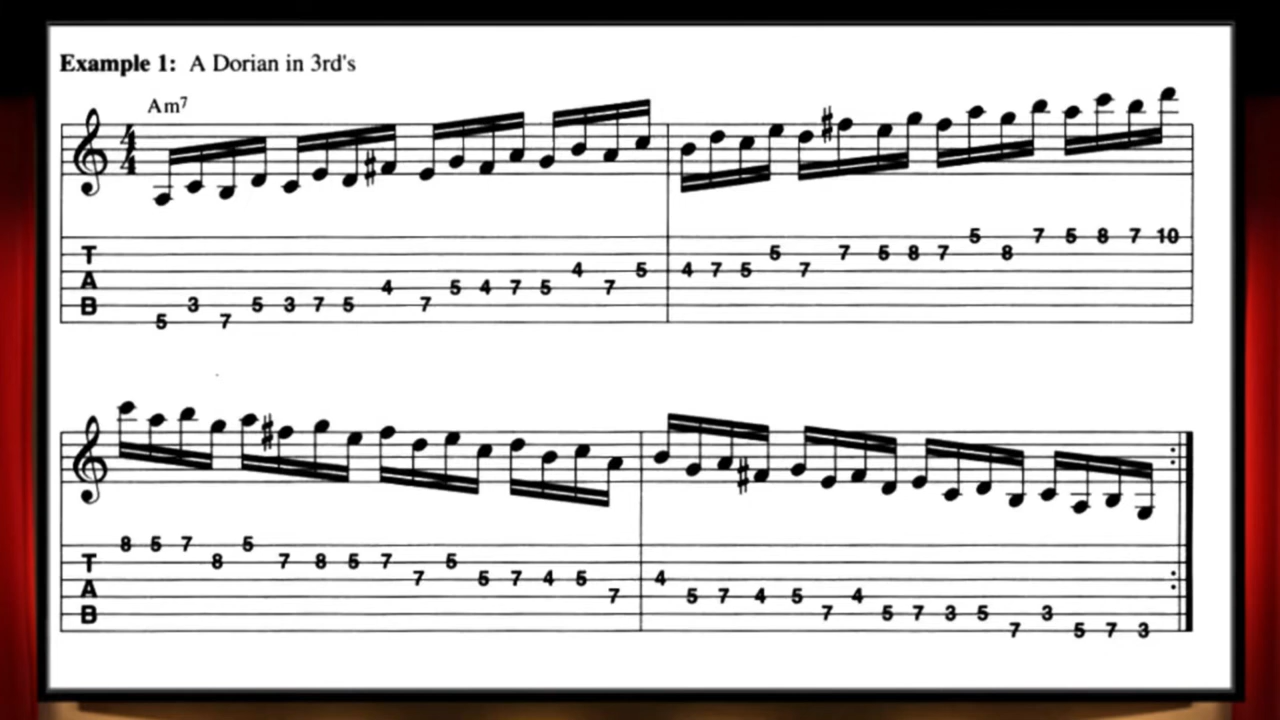 Example 1: A Dorian in 3rd's
Am7
4
4
T 5 7 5 8 7 10
A 5 7 5 8 7 8
B 4 5 4 7 5 7
4 5 4 7 5 7
3 5 3 7 5 7
5 7
8 5 7 5
T 8 7 8 5 7 5
A 7 5 7 4 5 4
B 7 5 7 4 5 4
7 5 7 3 5 3
7 5 7 3